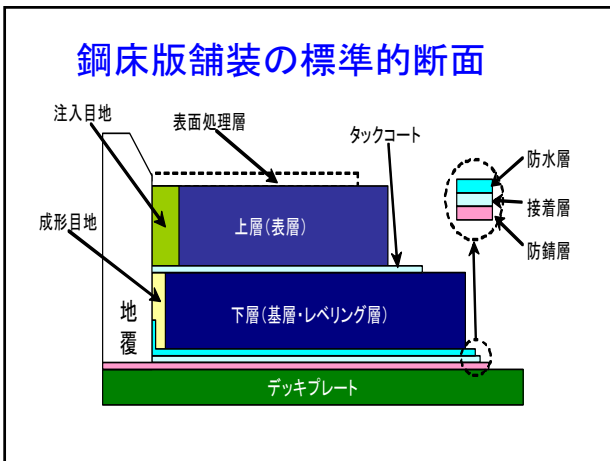 鋼床版舗装の標準的断面
注入目地
表面処理層
タックコート
防水層
接着層
防錆層
成形目地
上層(表層)
地覆
下層(基層・レベリング層)
デッキプレート